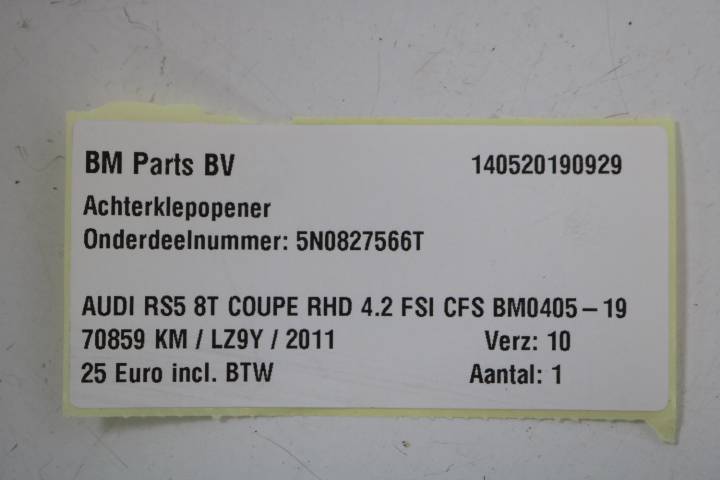 BM Parts BV 140520190929
Achterklepopener
Onderdeelnummer: 5N0827566T
AUDI RS5 8T COUPE RHD 4.2 FSI CFS BM0405-19
70859 KM / LZ9Y / 2011 Verz: 10
25 Euro incl. BTW Aantal: 1